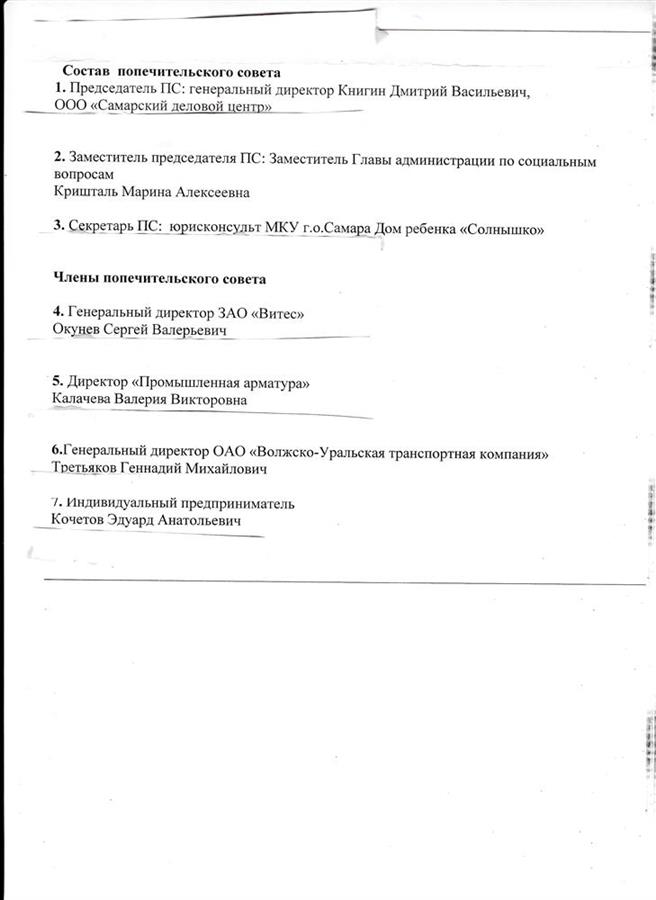 Состав попечительского совета
1. Председатель ПС: генеральный директор Книгин Дмитрий Васильевич,
ООО «Самарский деловой центр»
2. Заместитель председателя ПС: Заместитель Главы администрации по социальным
вопросам
Кришталь Марина Алексеевна
3. Секретарь ПС: юрисконсульт МКУ г.о.Самара Дом ребенка «Солнышко»
Члены попечительского совета
4. Генеральный директор ЗАО «Витес»
Окунев Сергей Валерьевич
5. Директор «Промышленная арматура»
Калачева Валерия Викторовна
6.Генеральный директор ОАО «Волжско-Уральская транспортная компания»
Третьяков Геннадий Михайлович
7. Индивидуальный предприниматель
Кочетов Эдуард Анатольевич